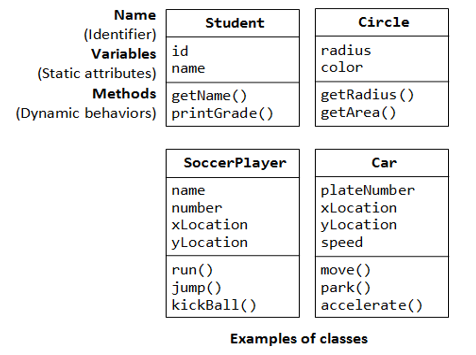 Name
(Identifier)
Variables
(Static attributes)
Methods
(Dynamic behaviors)
Student
id
name
getName()
printGrade()
Circle
radius
color
getRadius()
getArea()
SoccerPlayer
name
number
xLocation
yLocation
run()
jump()
kickBall()
Car
plateNumber
xLocation
yLocation
speed
move()
park()
accelerate()
Examples of classes